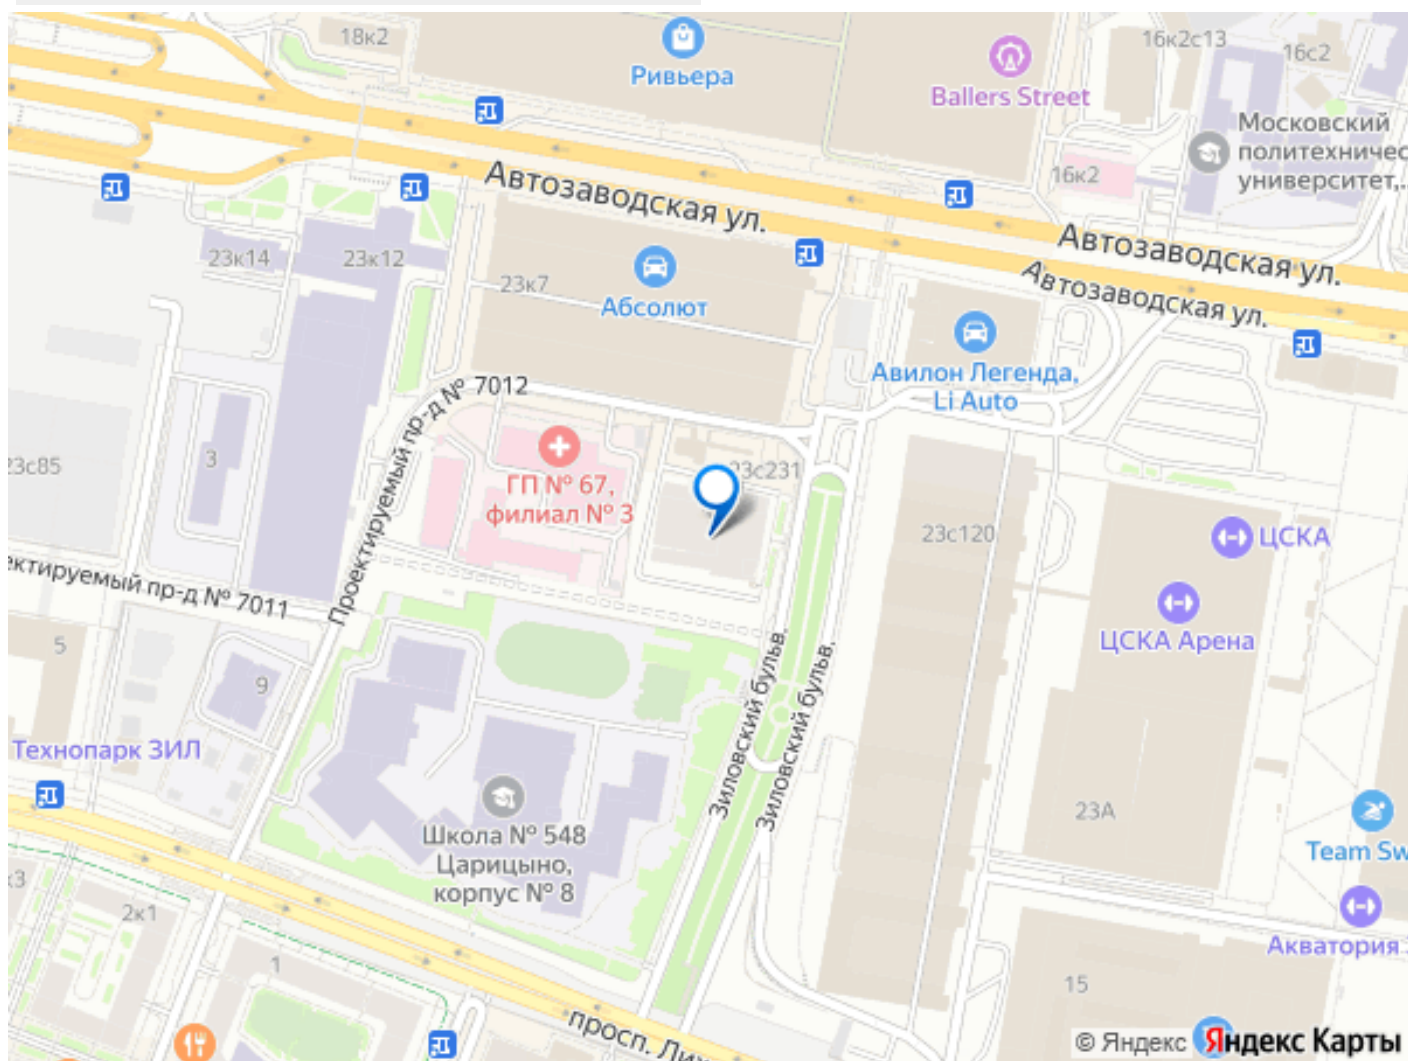 18к2
Ривьера
Ballers Street
16к2с13
16с2
Московский
политехничес
университет,..
16к2
Автозаводская ул.
Автозаводская ул.
Автозаводская ул.
23к14
23к12
23к7
Абсолют
Авилон Легенда,
Li Auto
Проектируемый пр-д № 7012
23с85
3
ГП № 67,
филиал № 3
23с231
23с120
ЦСКА
ЦСКА Арена
ектируемый пр-д № 7011
5
9
Технопарк ЗИЛ
Зиловский бульв.
Зиловский бульв.
Школа № 548
Царицыно,
корпус № 8
23А
Team Sw
к3
2к1
1
Акватория
15
просп. Лих
© Яндекс Яндекс Карты